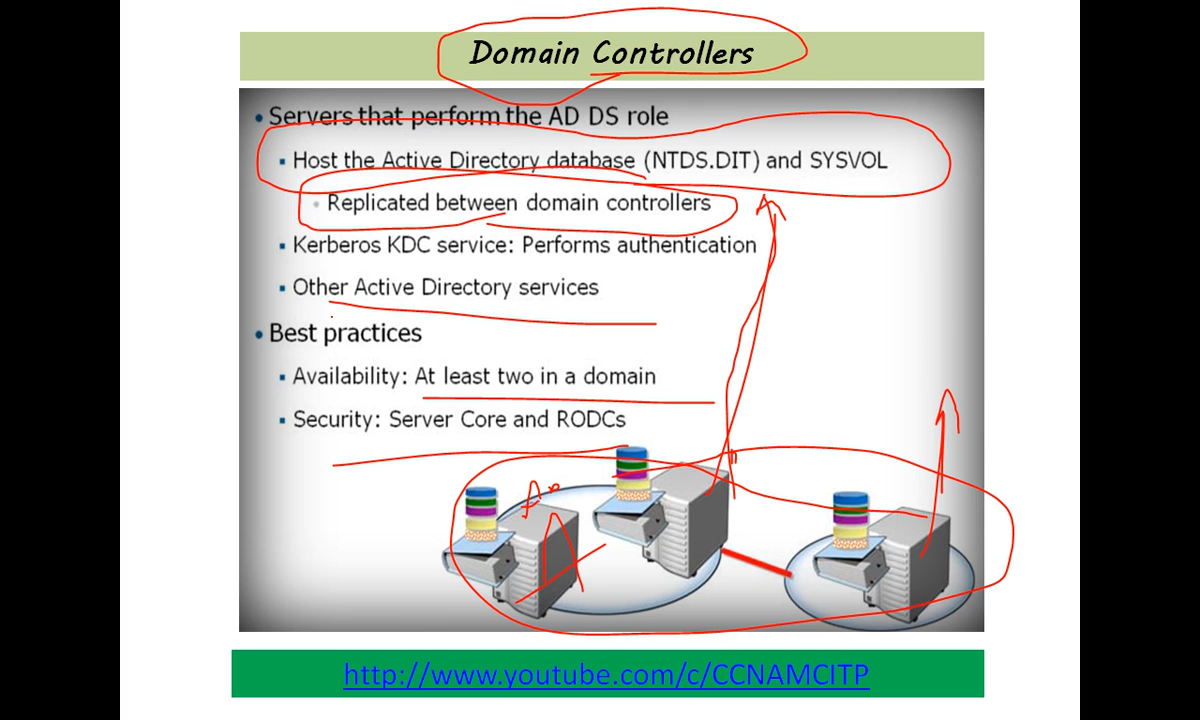 Domain Controllers
• Servers that perform the AD DS role
▪ Host the Active Directory database (NTDS.DIT) and SYSVOL
• Replicated between domain controllers
▪ Kerberos KDC service: Performs authentication
▪ Other Active Directory services
• Best practices
▪ Availability: At least two in a domain
▪ Security: Server Core and RODCs
http://www.youtube.com/c/CCNAMCITP